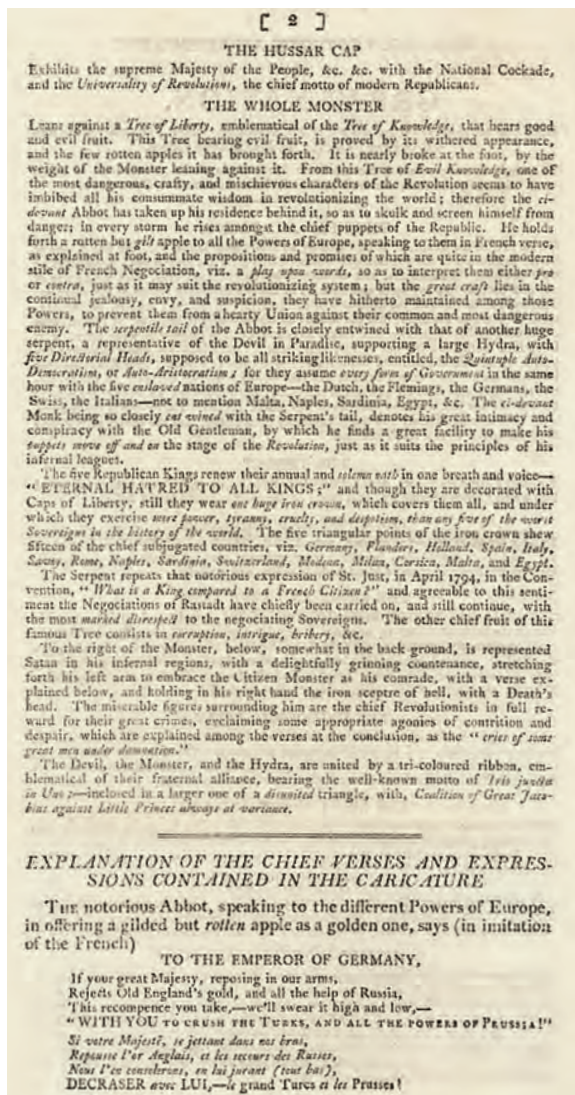 [ 2 ]
THE HUSSAR CAP
Exhibits the supreme Majesty of the People, &c. &c. with the National Cockade,
and the Universality of Revolutions, the chief motto of modern Republicans.
THE WHOLE MONSTER
Leans against a Tree of Liberty, emblematical of the Tree of Knowledge, that bears good
and evil fruit. This Tree bearing evil fruit, is proved by its withered appearance,
and the few rotten apples it has brought forth. It is nearly broke at the foot, by the
weight of the Monster leaning against it. From this Tree of Evil Knowledge, one of
the most dangerous, crafty, and mischievous characters of the Revolution seems to have
imbibed all his consummate wisdom in revolutionizing the world; therefore the ci-
devant Abbot has taken up his residence behind it, so as to skulk and screen himself from
danger; in every storm he rises amongst the chief puppets of the Republic. He holds
forth a rotten but gilt apple to all the Powers of Europe, speaking to them in French verse,
as explained at foot, and the propositions and promises of which are quite in the modern
stile of French Negociation, viz. a play upon words, so as to interpret them either pro
or contra, just as it may suit the revolutionizing system; but the great craft lies in the
continual jealousy, envy, and suspicion, they have hitherto maintained among those
Powers, to prevent them from a hearty Union against their common and most dangerous
enemy. The serpentile tail of the Abbot is closely entwined with that of another huge
serpent, a representative of the Devil in Paradise, supporting a large Hydra, with
five Directorial Heads, supposed to be all striking likenesses, entitled, the Quintuple Auto-
Democratism, or Auto-Aristocratism; for they assume every form of Government in the same
hour with the five enslaved nations of Europe—the Dutch, the Flemings, the Germans, the
Swiss, the Italians—not to mention Malta, Naples, Sardinia, Egypt, &c. The ci-devant
Monk being so closely entwined with the Serpent's tail, denotes his great intimacy and
conspiracy with the Old Gentleman, by which he finds a great facility to make his
puppets move off and on the stage of the Revolution, just as it suits the principles of his
infernal leagues.
The five Republican Kings renew their annual and solemn oath in one breath and voice—
"ETERNAL HATRED TO ALL KINGS;" and though they are decorated with
Caps of Liberty, still they wear one huge iron crown, which covers them all, and under
which they exercise more power, tyranny, cruelty, and despotism, than any five of the worst
Sovereigns in the history of the world. The five triangular points of the iron crown shew
fifteen of the chief subjugated countries, viz. Germany, Flanders, Holland, Spain, Italy,
Savoy, Rome, Naples, Sardinia, Switzerland, Modena, Milan, Corsica, Malta, and Egypt.
The Serpent repeats that notorious expression of St. Just, in April 1794, in the Con-
vention, "What is a King compared to a French Citizen?" and agreeable to this senti-
ment the Negociations of Rastadt have chiefly been carried on, and still continue, with
the most marked disrespect to the negociating Sovereigns. The other chief fruit of this
famous Tree consists in corruption, intrigue, bribery, &c.
To the right of the Monster, below, somewhat in the back ground, is represented
Satan in his infernal regions, with a delightfully grinning countenance, stretching
forth his left arm to embrace the Citizen Monster as his comrade, with a verse ex-
plained below, and holding in his right hand the iron sceptre of hell, with a Death's
head. The miserable figures surrounding him are the chief Revolutionists in full re-
ward for their great crimes, exclaiming some appropriate agonies of contrition and
despair, which are explained among the verses at the conclusion, as the "cries of some
great men under damnation."
The Devil, the Monster, and the Hydra, are united by a tri-coloured ribbon, em-
blematical of their fraternal alliance, bearing the well-known motto of Tria juncta
in Uno:—inclosed in a larger one of a disunited triangle, with, Coalition of Great Jaco-
bins against Little Princes always at variance.
EXPLANATION OF THE CHIEF VERSES AND EXPRES-
SIONS CONTAINED IN THE CARICATURE
THE notorious Abbot, speaking to the different Powers of Europe,
in offering a gilded but rotten apple as a golden one, says (in imitation
of the French)
TO THE EMPEROR OF GERMANY,
If your great Majesty, reposing in our arms,
Rejects Old England's gold, and all the help of Russia,
This recompence you take,—we'll swear it high and low,—
"WITH YOU TO CRUSH THE TURKS, AND ALL THE POWERS OF PRUSSIA!"
Si votre Majesté, se jettant dans nos bras,
Repousse l'or Anglais, et les secours des Russes,
Nous l'en consolerons, en lui jurant (tout bas),
DECRASER avec LUI,—le grand Turcs et les Prusses!